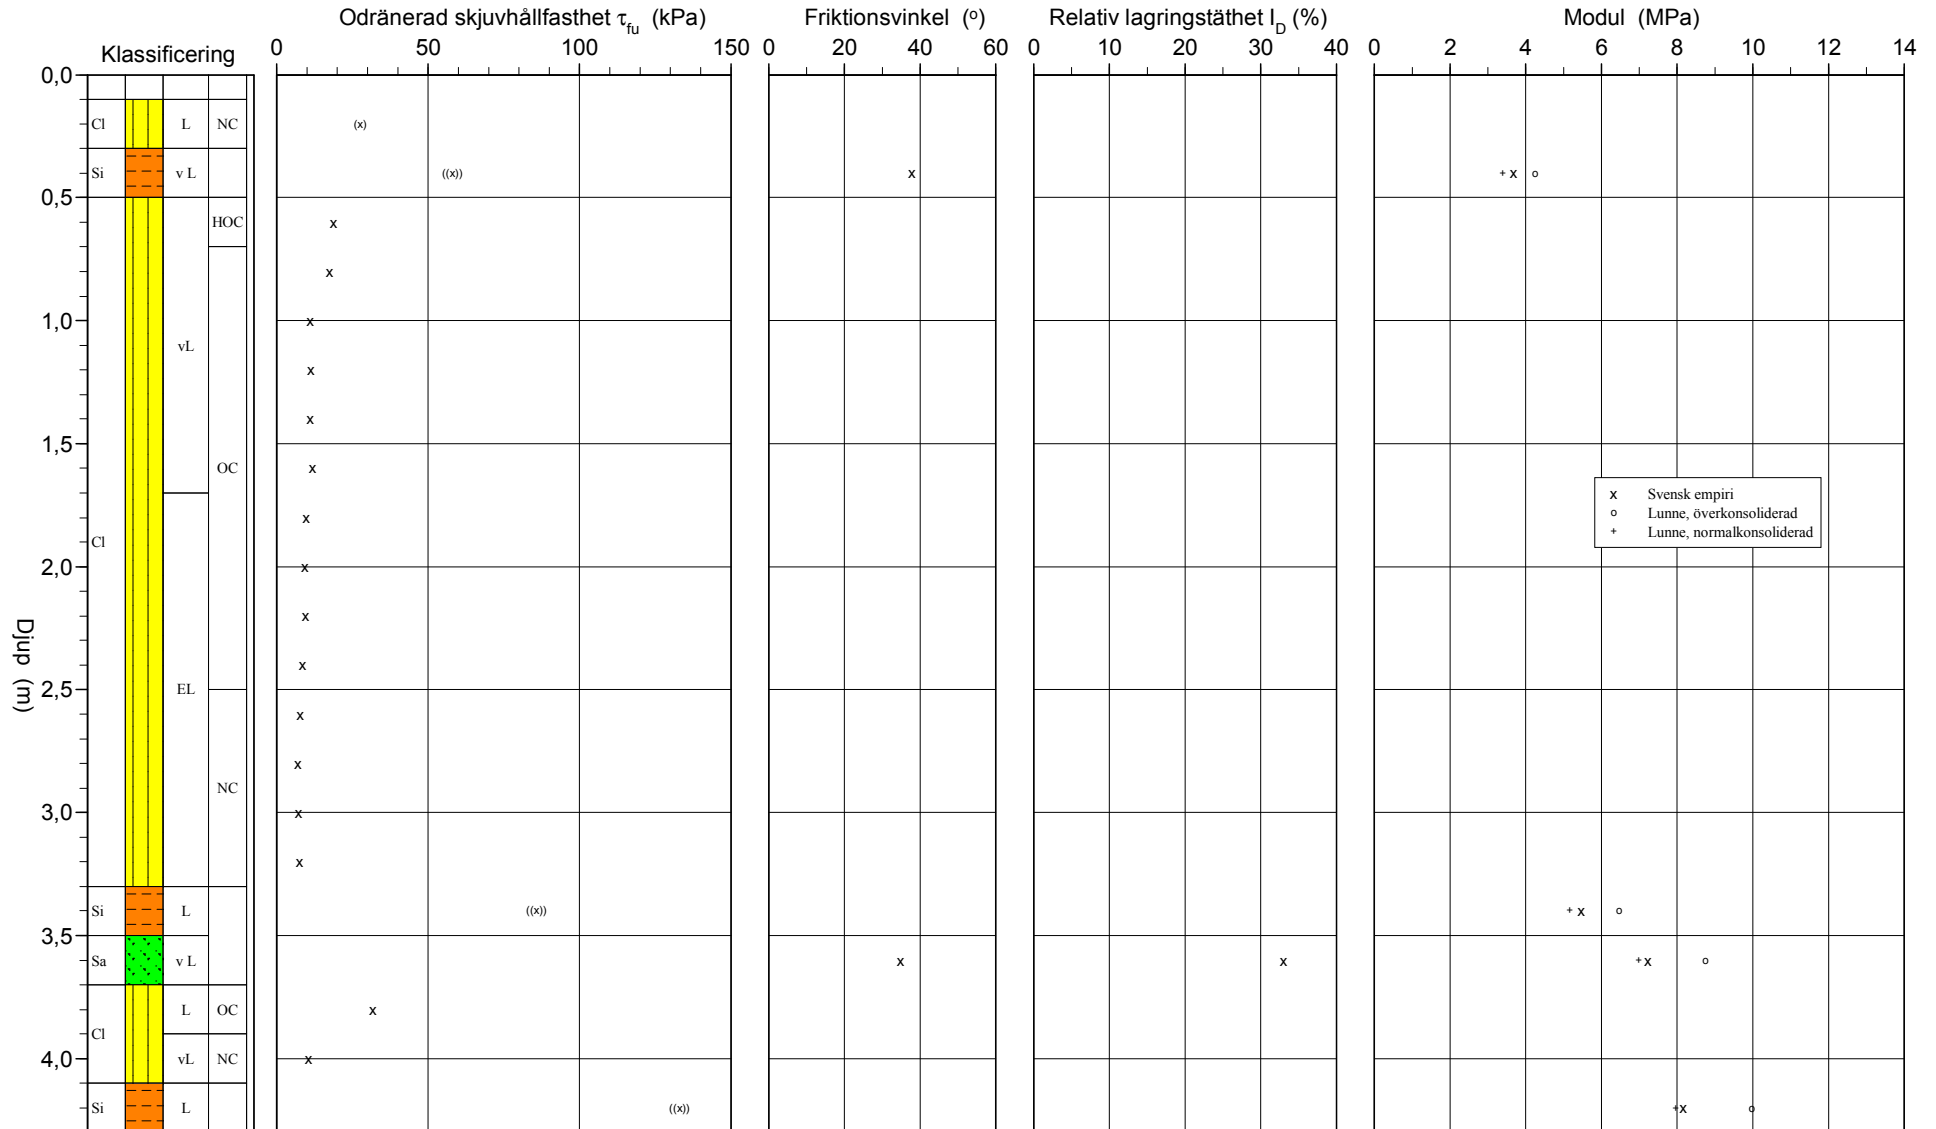 Klassificering
Odränerad skjuvhållfasthet τfu (kPa)
Friktionsvinkel (°)
Relativ lagringstäthet ID (%)
Modul (MPa)
0 50 100 150
0 20 40 60
0 10 20 30 40
0 2 4 6 8 10 12 14
Djup (m)
0,0
Cl L NC
(x)
Si v L
((x))
x
+ x o
0,5
HOC
x
x
1,0
x
vL
x
x
1,5
OC
x
x Svensk empiri
o Lunne, överkonsoliderad
+ Lunne, normalkonsoliderad
x
Cl
2,0
x
x
x
2,5
EL
x
x
NC
3,0
x
x
Si L
((x))
+ x o
3,5
Sa v L
x
x
+ x o
L OC
x
Cl
4,0
vL NC
x
Si L
((x))
+ x o